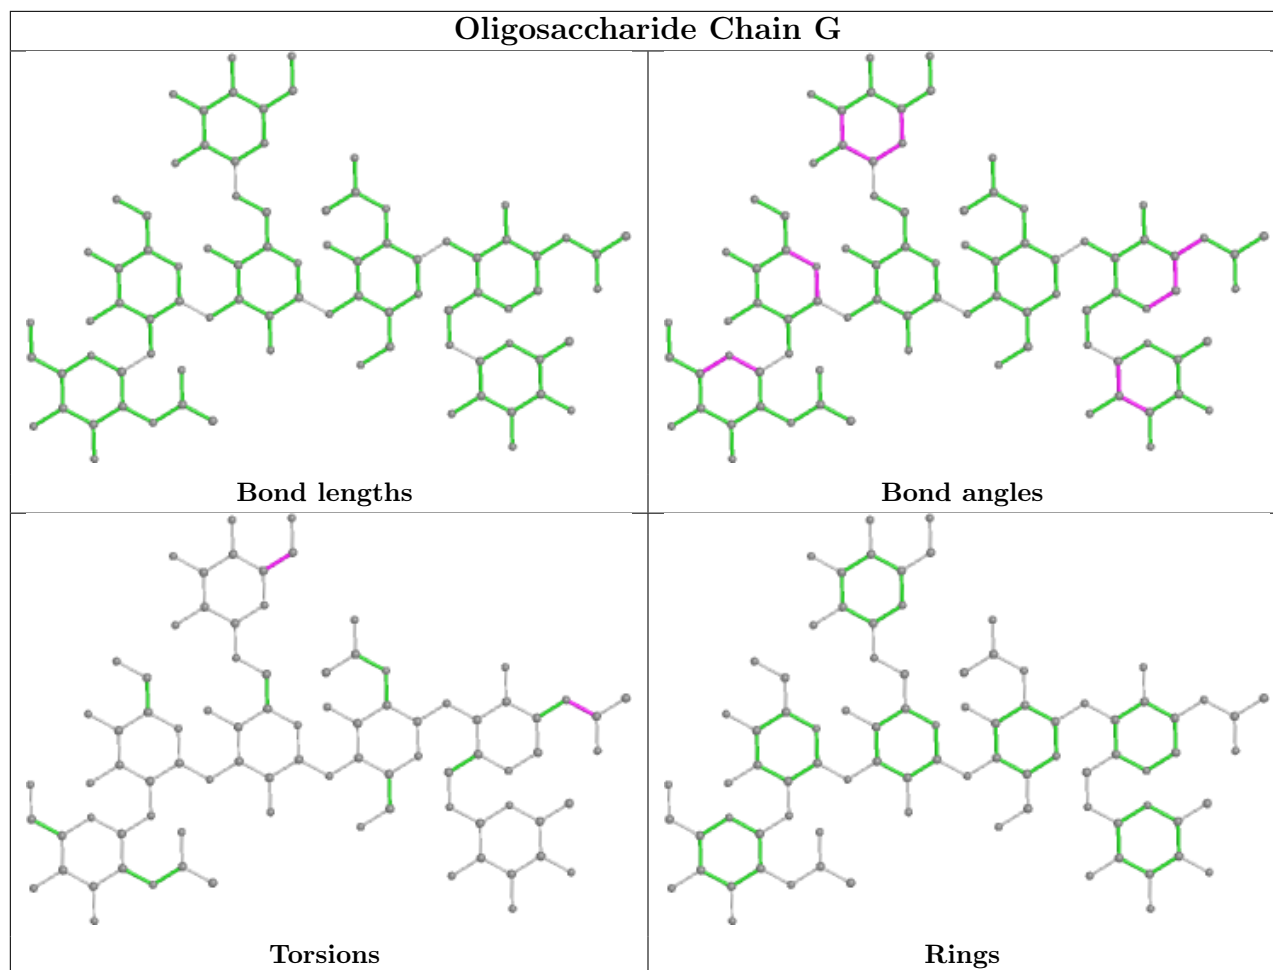 Oligosaccharide Chain G
Bond lengths
Bond angles
Torsions
Rings